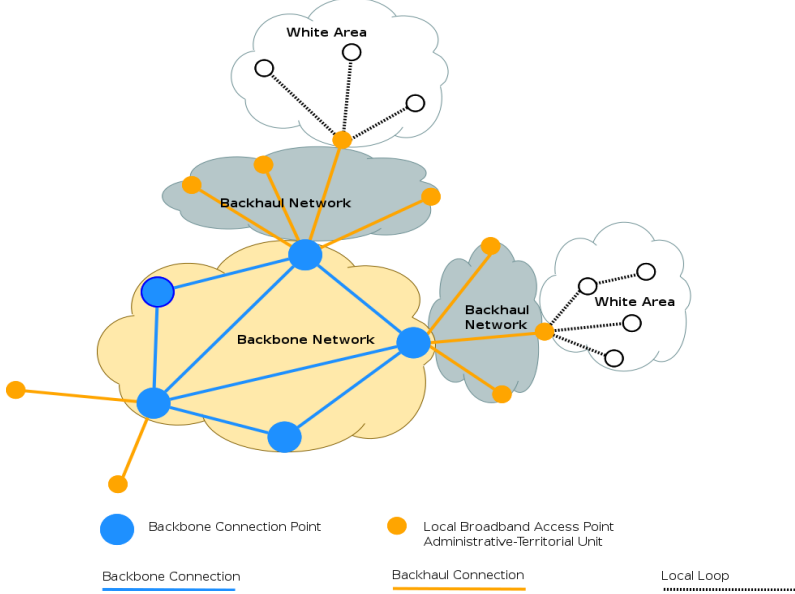 White Area
Backhaul Network
Backhaul
Network
White Area
Backbone Network
Backbone Connection Point
Local Broadband Access Point
Administrative-Territorial Unit
Backbone Connection
Backhaul Connection
Local Loop